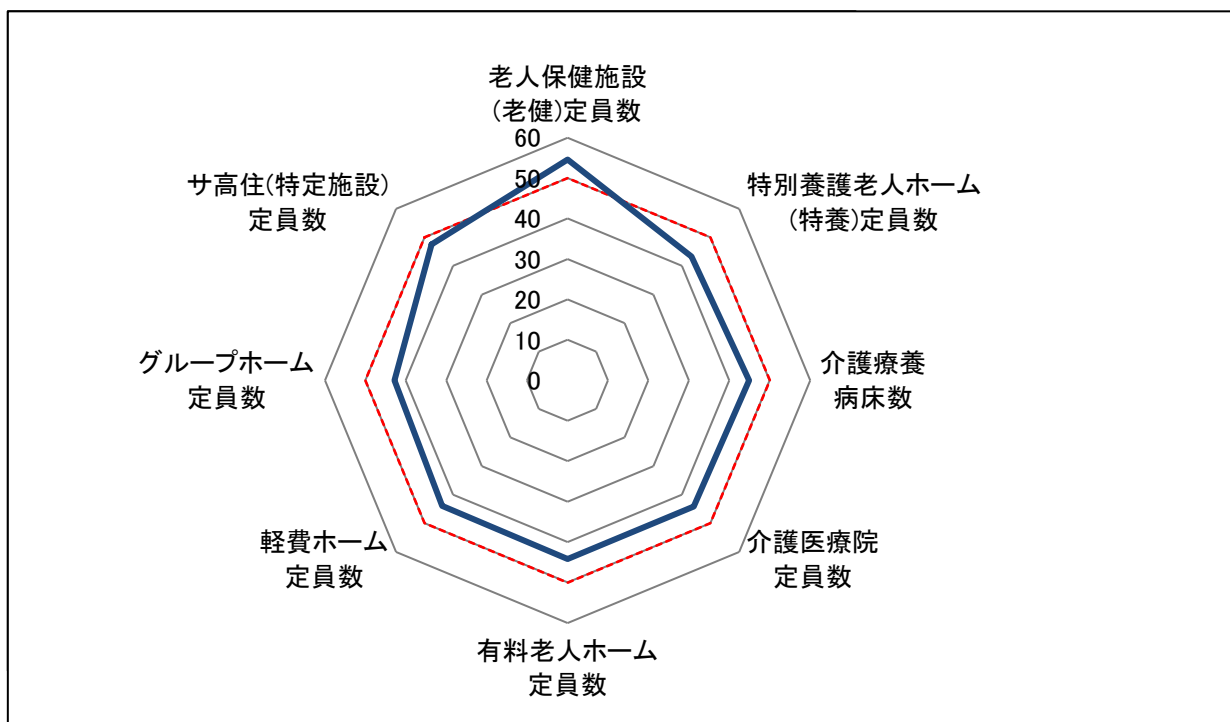 老人保健施設
(老健)定員数
特別養護老人ホーム
(特養)定員数
介護療養
病床数
介護医療院
定員数
有料老人ホーム
定員数
軽費ホーム
定員数
グループホーム
定員数
サ高住(特定施設)
定員数
60
50
40
30
20
10
0